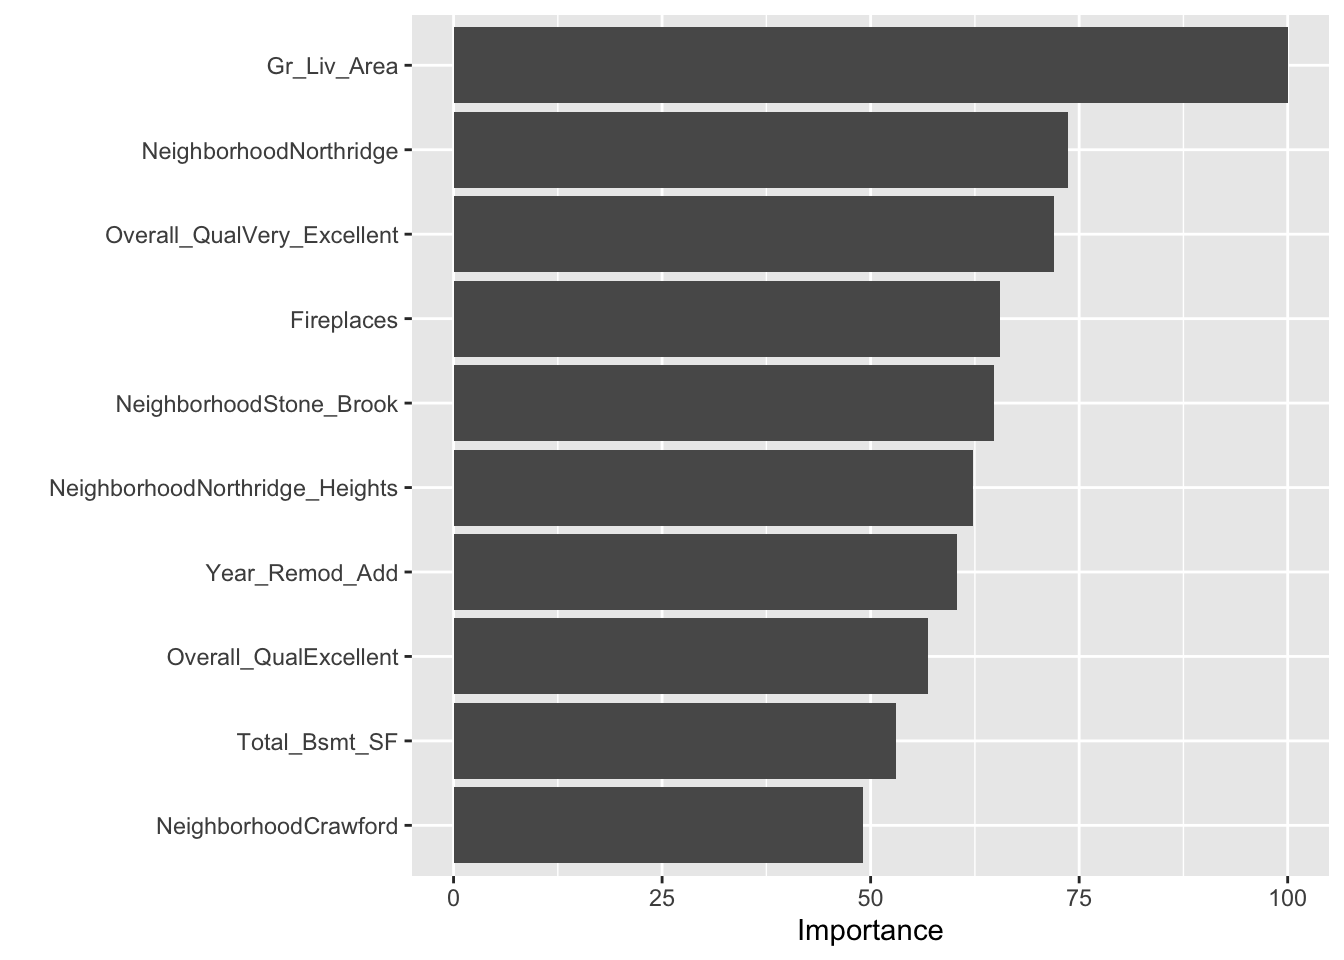 Gr_Liv_Area
NeighborhoodNorthridge
Overall_QualVery_Excellent
Fireplaces
NeighborhoodStone_Brook
NeighborhoodNorthridge_Heights
Year_Remod_Add
Overall_QualExcellent
Total_Bsmt_SF
NeighborhoodCrawford
0 25 50 75 100
Importance